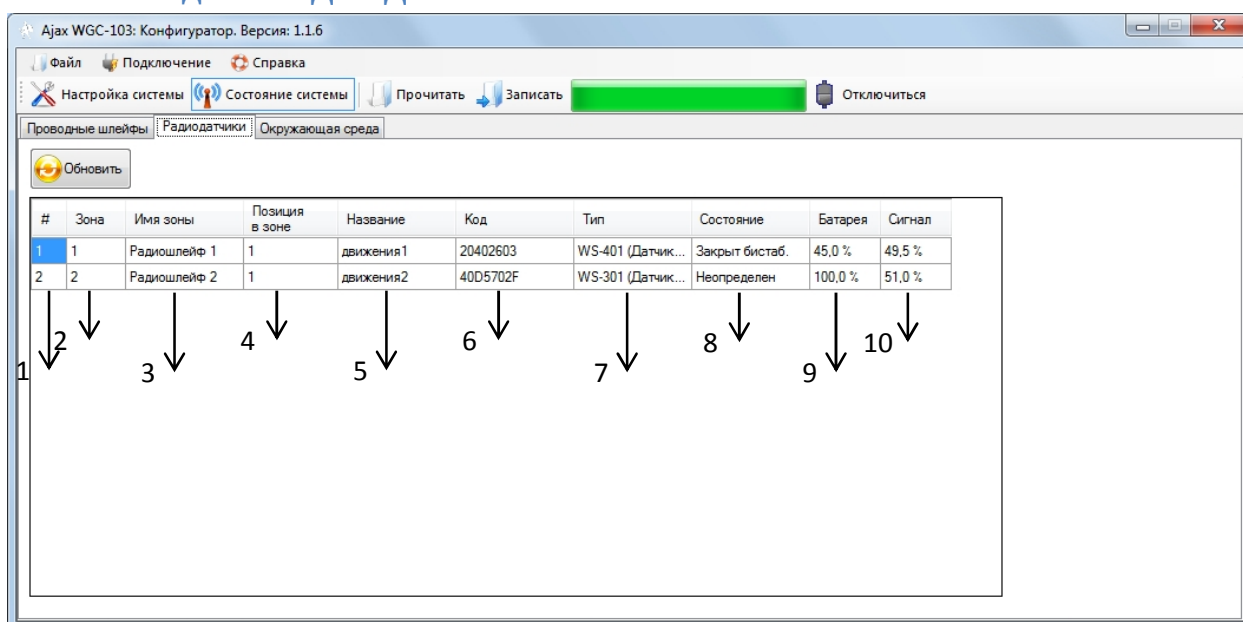 Ajax WGC-103: Конфигуратор. Версия: 1.1.6
Файл Подключение Справка
Настройка системы Состояние системы Прочитать Записать Отключиться
Проводные шлейфы Радиодатчики Окружающая среда
Обновить
# Зона Имя зоны Позиция в зоне Название Код Тип Состояние Батарея Сигнал
1 1 Радиошлейф 1 1 движения1 20402603 WS-401 (Датчик... Закрыт бистаб. 45,0 % 49,5 %
2 2 Радиошлейф 2 1 движения2 40D5702F WS-301 (Датчик... Неопределен 100,0 % 51,0 %
1 2 3 4 5 6 7 8 9 10